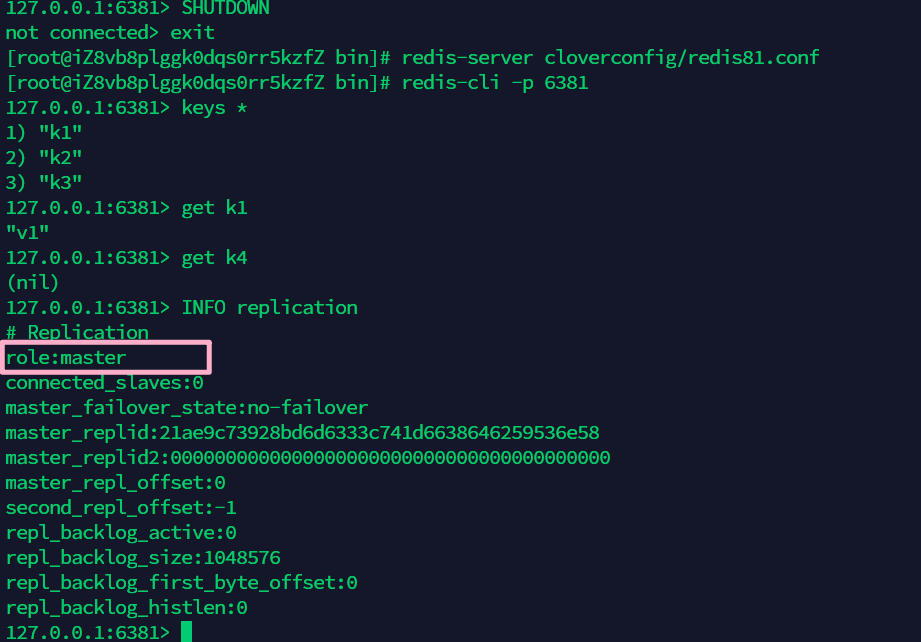 127.0.0.1:6381> SHUTDOWN
not connected> exit
[root@iZ8vb8plggk0dqs0rr5kzfZ bin]# redis-server cloverconfig/redis81.conf
[root@iZ8vb8plggk0dqs0rr5kzfZ bin]# redis-cli -p 6381
127.0.0.1:6381> keys *
1) "k1"
2) "k2"
3) "k3"
127.0.0.1:6381> get k1
"v1"
127.0.0.1:6381> get k4
(nil)
127.0.0.1:6381> INFO replication
# Replication
role:master
connected_slaves:0
master_failover_state:no-failover
master_replid:21ae9c73928bd6d6333c741d6638646259536e58
master_replid2:0000000000000000000000000000000000000000
master_repl_offset:0
second_repl_offset:-1
repl_backlog_active:0
repl_backlog_size:1048576
repl_backlog_first_byte_offset:0
repl_backlog_histlen:0
127.0.0.1:6381>